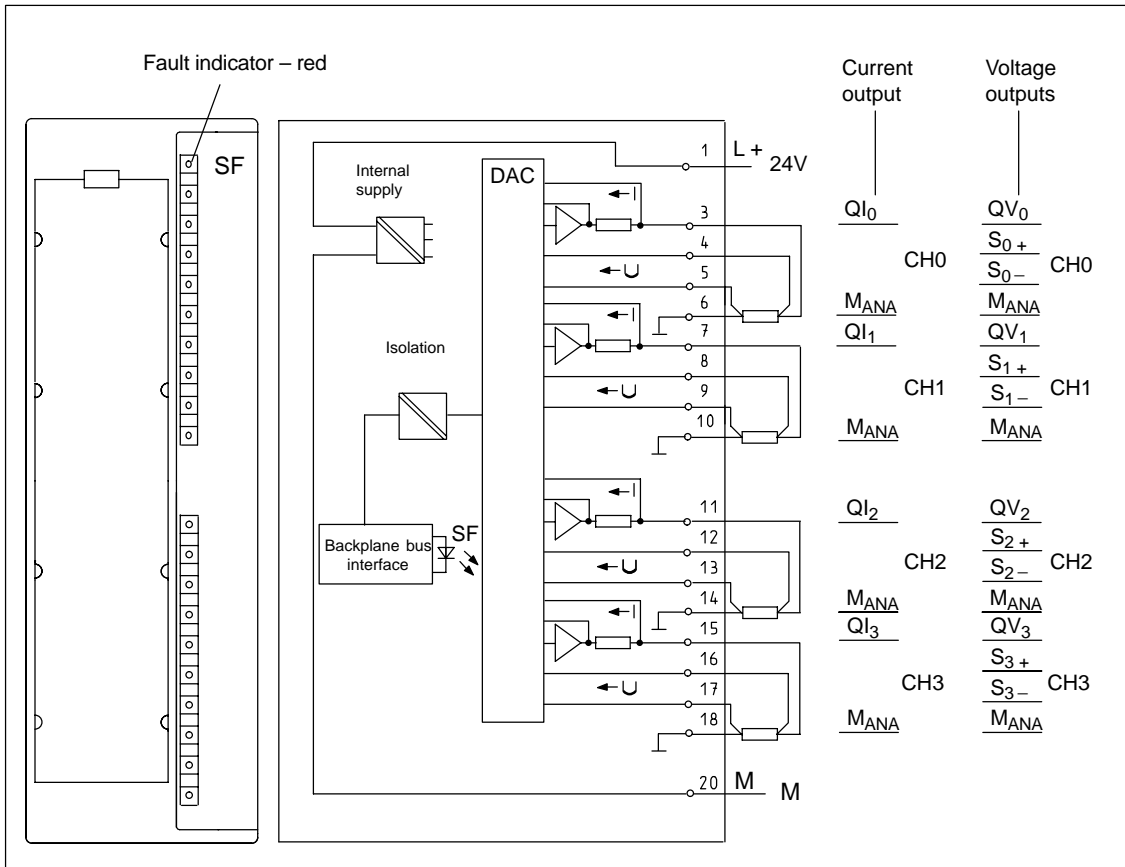 Fault indicator – red
SF
Current output
Voltage outputs
Internal supply
DAC
Isolation
Backplane bus interface
SF
1 L + 24V
3
4
5
6
7
8
9
10
11
12
13
14
15
16
17
18
20 M M
I
U
I
U
I
U
I
U
QI0
CH0
MANA
QI1
CH1
MANA
QI2
CH2
MANA
QI3
CH3
MANA
QV0
S0 +
S0 –
CH0
MANA
QV1
S1 +
S1 –
CH1
MANA
QV2
S2 +
S2 –
CH2
MANA
QV3
S3 +
S3 –
CH3
MANA